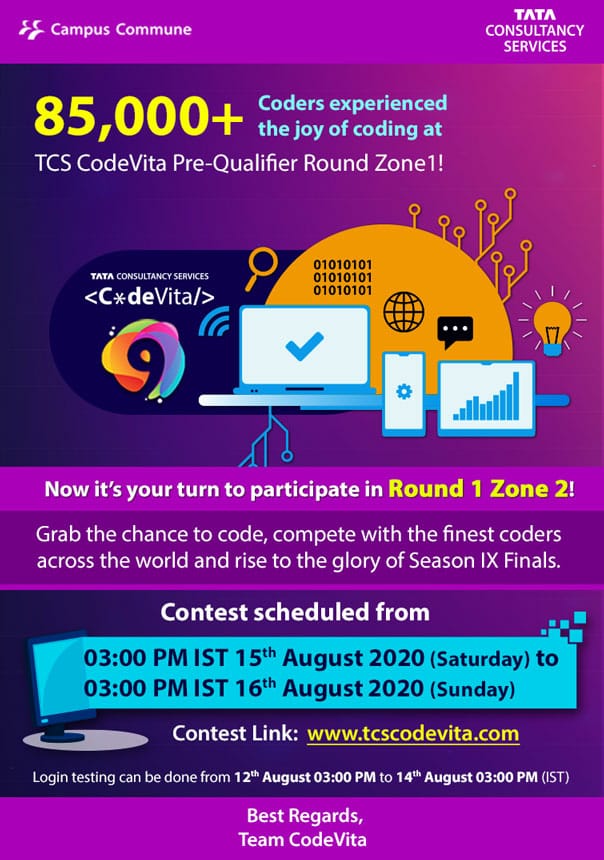 Campus Commune
TATA
CONSULTANCY
SERVICES
85,000+
Coders experienced
the joy of coding at
TCS CodeVita Pre-Qualifier Round Zone1!
TATA CONSULTANCY SERVICES
<C*deVita/>
9
01010101
01010101
01010101
Now it's your turn to participate in Round 1 Zone 2!
Grab the chance to code, compete with the finest coders
across the world and rise to the glory of Season IX Finals.
Contest scheduled from
03:00 PM IST 15th August 2020 (Saturday) to
03:00 PM IST 16th August 2020 (Sunday)
Contest Link: www.tcscodevita.com
Login testing can be done from 12th August 03:00 PM to 14th August 03:00 PM (IST)
Best Regards,
Team CodeVita